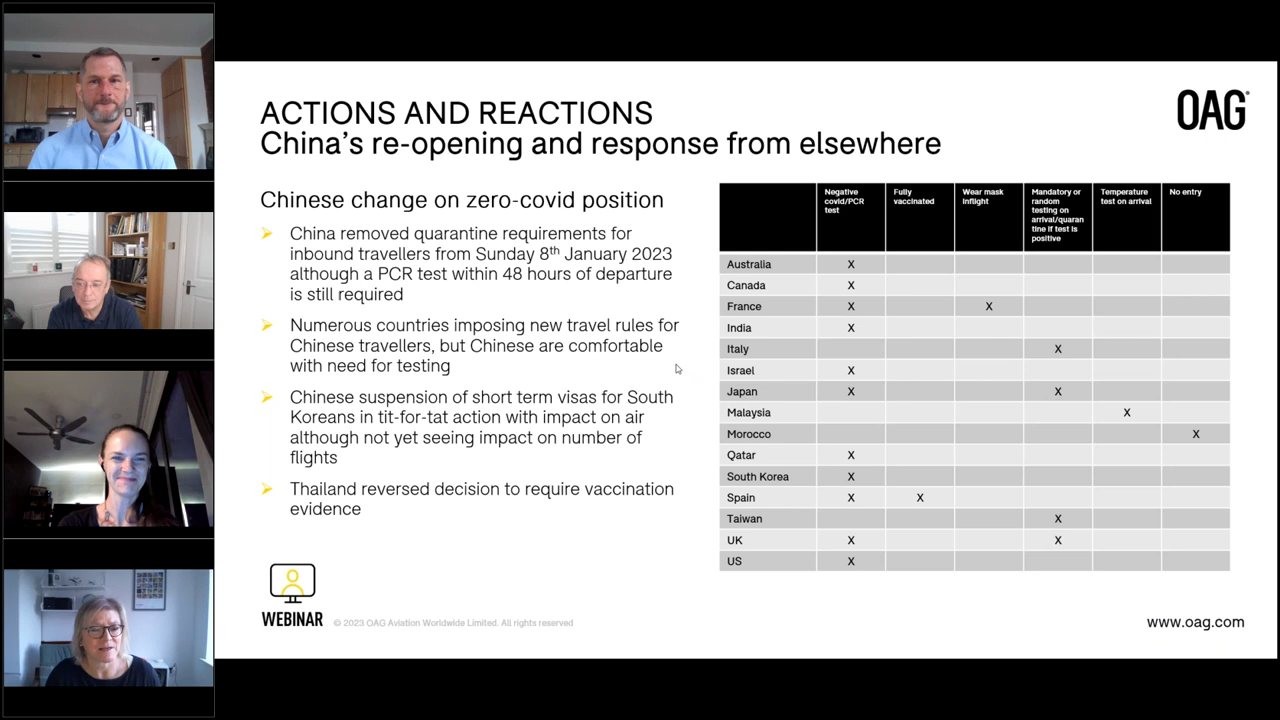 ACTIONS AND REACTIONS
China's re-opening and response from elsewhere
OAG
Chinese change on zero-covid position
China removed quarantine requirements for
inbound travellers from Sunday 8th January 2023
although a PCR test within 48 hours of departure
is still required
Numerous countries imposing new travel rules for
Chinese travellers, but Chinese are comfortable
with need for testing
Chinese suspension of short term visas for South
Koreans in tit-for-tat action with impact on air
although not yet seeing impact on number of
flights
Thailand reversed decision to require vaccination
evidence
Negative
covid/PCR
test
Fully
vaccinated
Wear mask
inflight
Mandatory or
random
testing on
arrival/quaran
tine if test is
positive
Temperature
test on arrival
No entry
Australia X
Canada X
France X X
India X
Italy X
Israel X
Japan X X
Malaysia X
Morocco X
Qatar X
South Korea X
Spain X X
Taiwan X
UK X X
US X
WEBINAR
© 2023 OAG Aviation Worldwide Limited. All rights reserved
www.oag.com